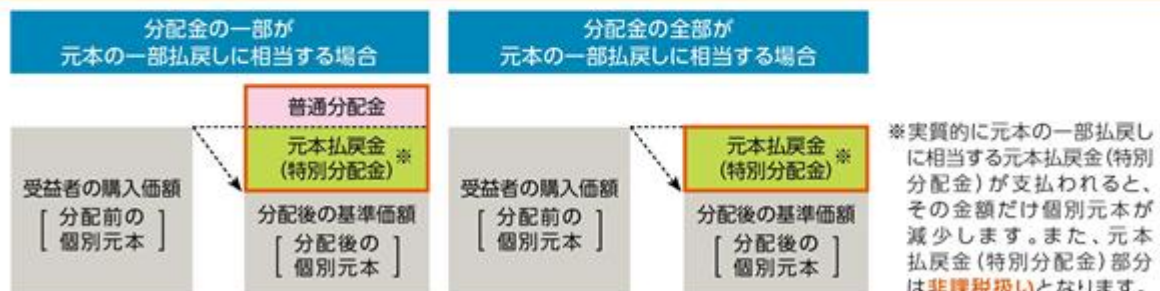 分配金の一部が
元本の一部払戻しに相当する場合
普通分配金
元本払戻金
(特別分配金)※
受益者の購入価額
[分配前の
個別元本]
分配後の基準価額
[分配後の
個別元本]
分配金の全部が
元本の一部払戻しに相当する場合
元本払戻金
(特別分配金)※
受益者の購入価額
[分配前の
個別元本]
分配後の基準価額
[分配後の
個別元本]
※実質的に元本の一部払戻し
に相当する元本払戻金(特別
分配金)が支払われると、
その金額だけ個別元本が
減少します。また、元本
払戻金(特別分配金)部分
は非課税扱いとなります。